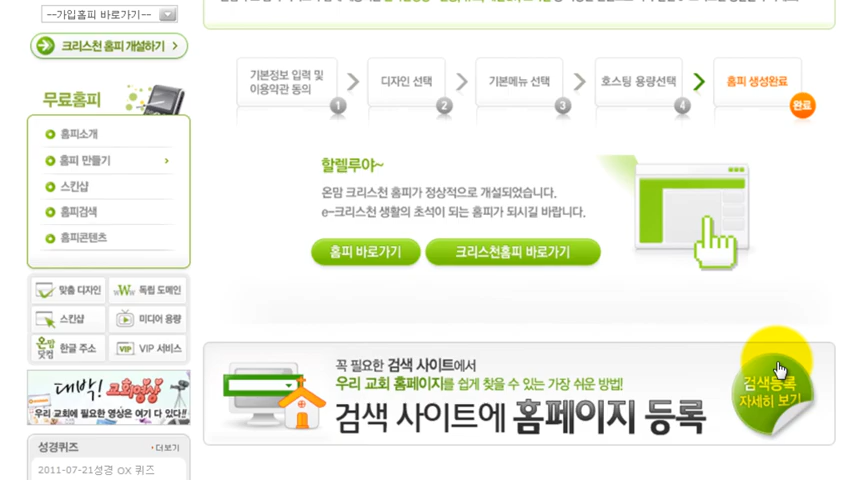 --가입홈피 바로가기--
크리스천 홈피 개설하기
무료홈피
홈피소개
홈피 만들기
스킨샵
홈피검색
홈피콘텐츠
맞춤 디자인
WWW 독립 도메인
스킨샵
미디어 용량
온맘닷컴 한글 주소
VIP VIP 서비스
대박! 교회영상
우리 교회에 필요한 영상은 여기 다 있다!!
성경퀴즈
더보기
2011-07-21성경 OX 퀴즈
기본정보 입력 및
이용약관 동의
1
디자인 선택
2
기본메뉴 선택
3
호스팅 용량선택
4
홈피 생성완료
완료
할렐루야~
온맘 크리스천 홈피가 정상적으로 개설되었습니다.
e-크리스천 생활의 초석이 되는 홈피가 되시길 바랍니다.
홈피 바로가기
크리스천홈피 바로가기
꼭 필요한 검색 사이트에서
우리 교회 홈페이지를 쉽게 찾을 수 있는 가장 쉬운 방법!
검색 사이트에 홈페이지 등록
검색등록
자세히 보기